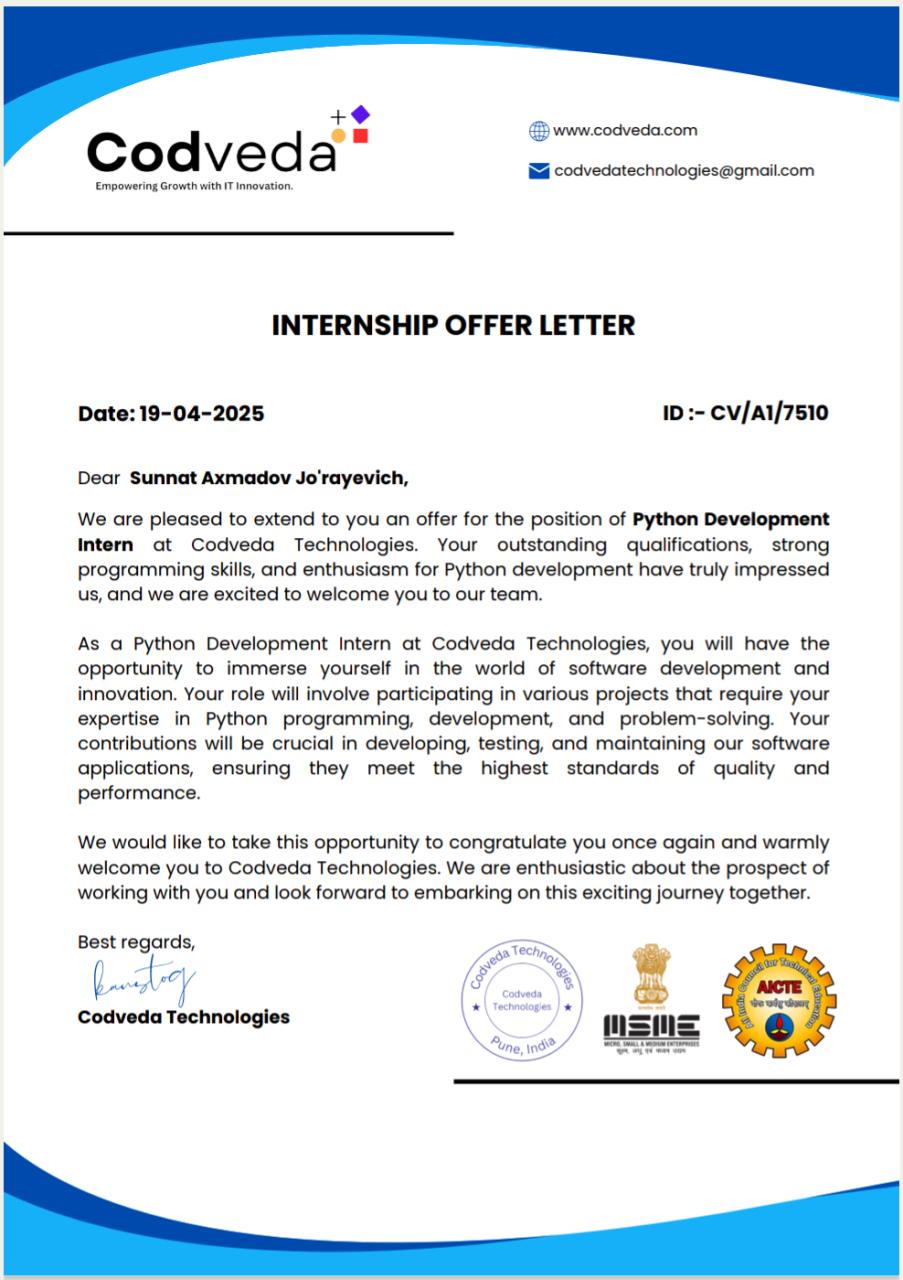 Codveda
Empowering Growth with IT Innovation.
www.codveda.com
codvedatechnologies@gmail.com
INTERNSHIP OFFER LETTER
Date: 19-04-2025
ID :- CV/A1/7510
Dear Sunnat Axmadov Jo'rayevich,
We are pleased to extend to you an offer for the position of Python Development
Intern at Codveda Technologies. Your outstanding qualifications, strong
programming skills, and enthusiasm for Python development have truly impressed
us, and we are excited to welcome you to our team.
As a Python Development Intern at Codveda Technologies, you will have the
opportunity to immerse yourself in the world of software development and
innovation. Your role will involve participating in various projects that require your
expertise in Python programming, development, and problem-solving. Your
contributions will be crucial in developing, testing, and maintaining our software
applications, ensuring they meet the highest standards of quality and
performance.
We would like to take this opportunity to congratulate you once again and warmly
welcome you to Codveda Technologies. We are enthusiastic about the prospect of
working with you and look forward to embarking on this exciting journey together.
Best regards,
Codveda Technologies
Codveda Technologies
Codveda
Technologies
Pune, India
MSME
MICRO, SMALL & MEDIUM ENTERPRISES
सूक्ष्म, लघु एवं मध्यम उद्यम
All India Council for Technical Education
AICTE